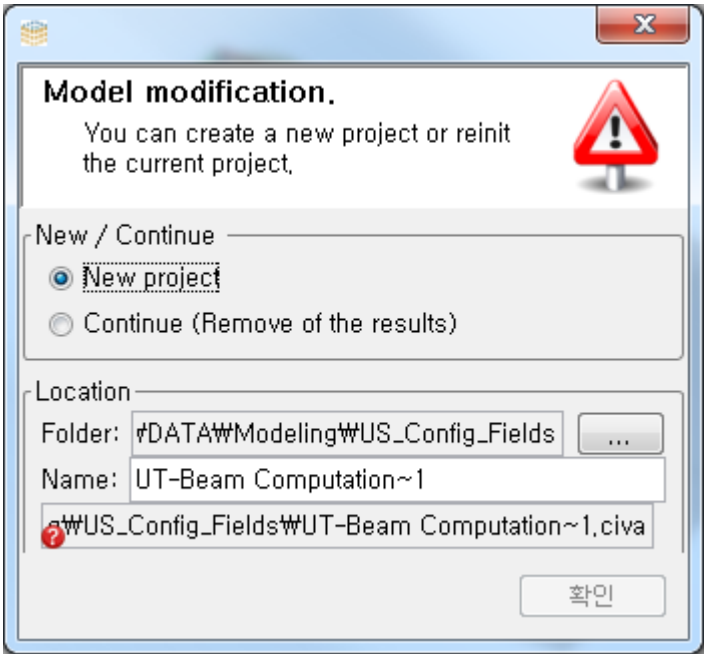 Model modification.
You can create a new project or reinit
the current project.
New / Continue
New project
Continue (Remove of the results)
Location
Folder: ₩DATA₩Modeling₩US_Config_Fields ...
Name: UT-Beam Computation~1
₩US_Config_Fields₩UT-Beam Computation~1.civa
확인